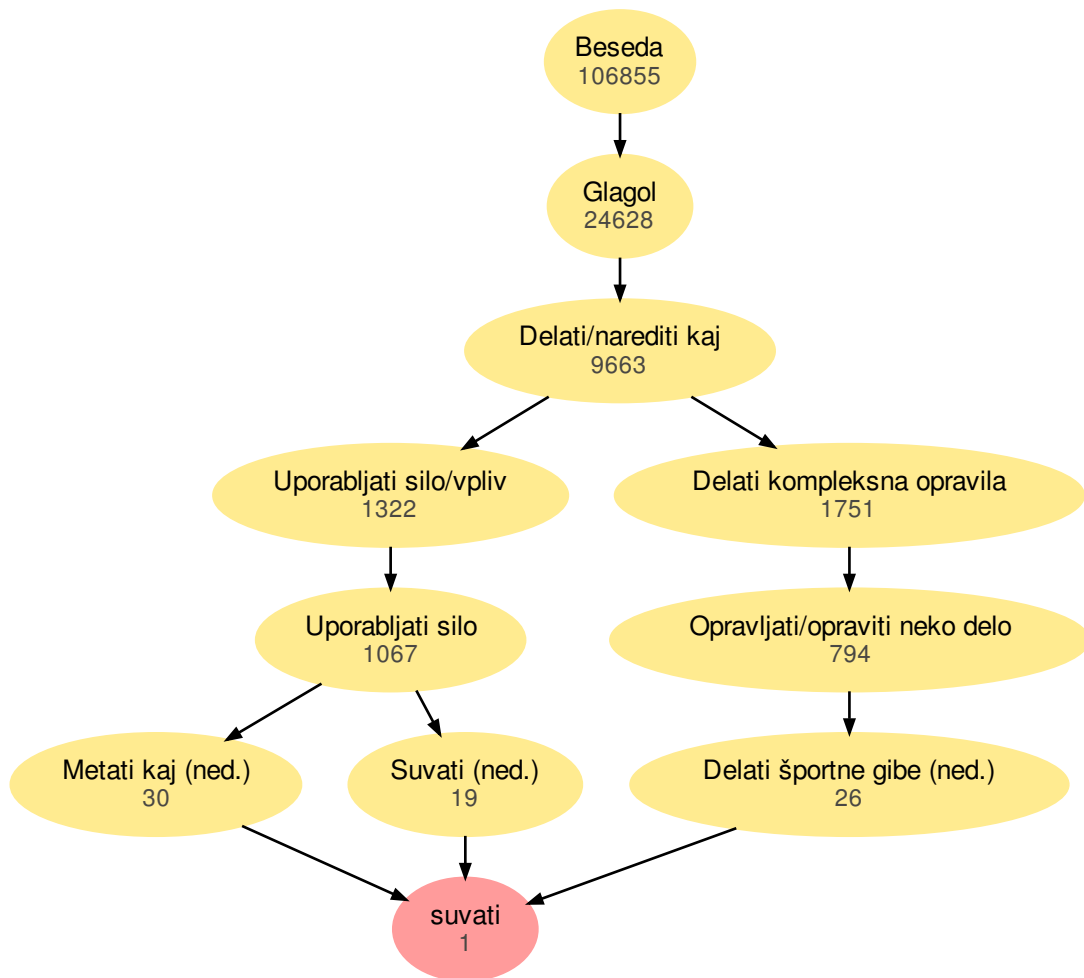 Beseda
106855
Glagol
24628
Delati/narediti kaj
9663
Uporabljati silo/vpliv
1322
Delati kompleksna opravila
1751
Uporabljati silo
1067
Opravljati/opraviti neko delo
794
Metati kaj (ned.)
30
Suvati (ned.)
19
Delati športne gibe (ned.)
26
suvati
1